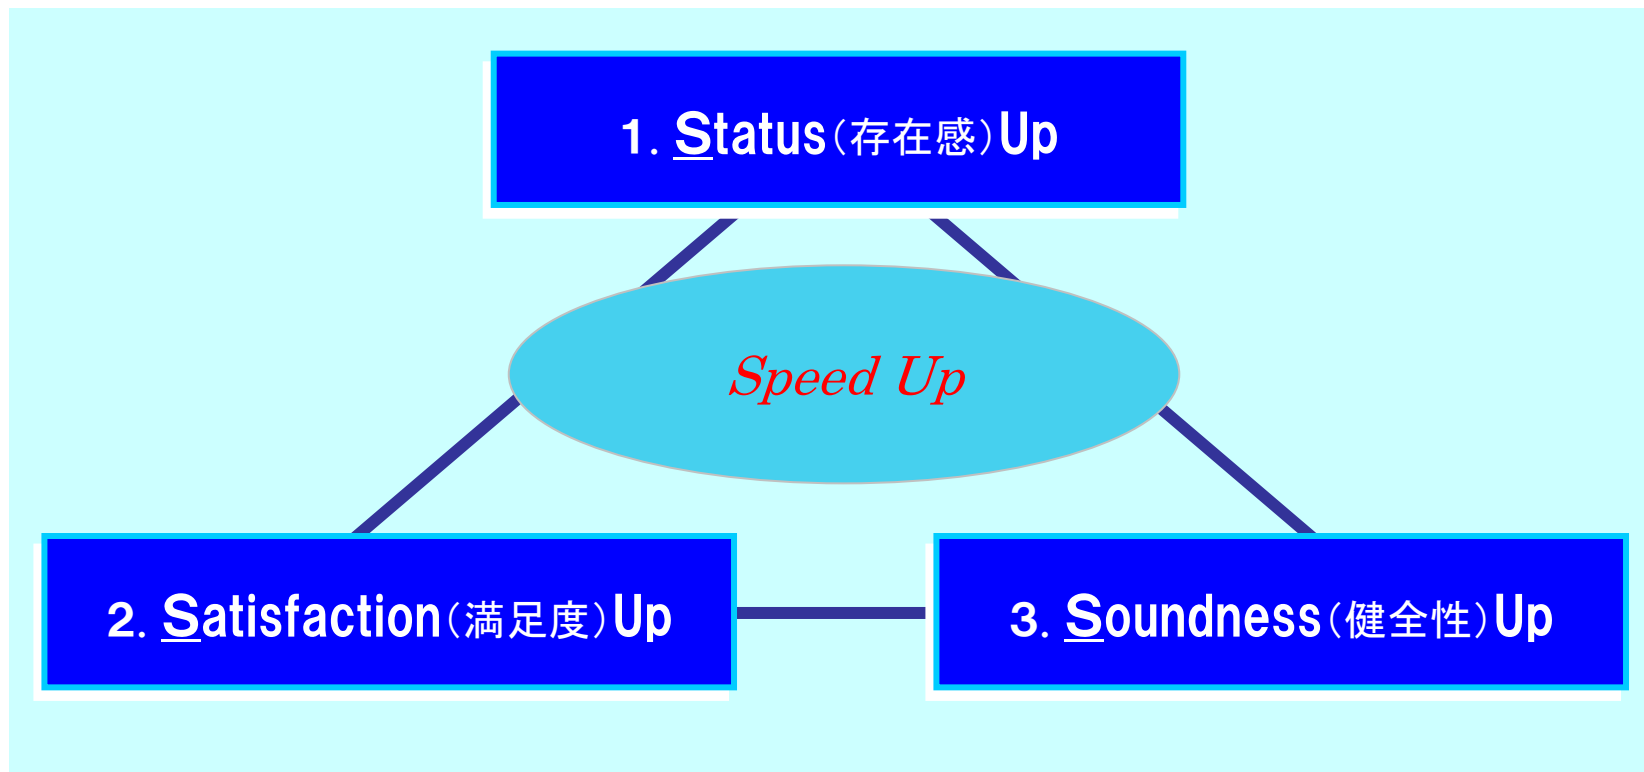 1. Status（存在感）Up
Speed Up
2. Satisfaction（満足度）Up
3. Soundness（健全性）Up